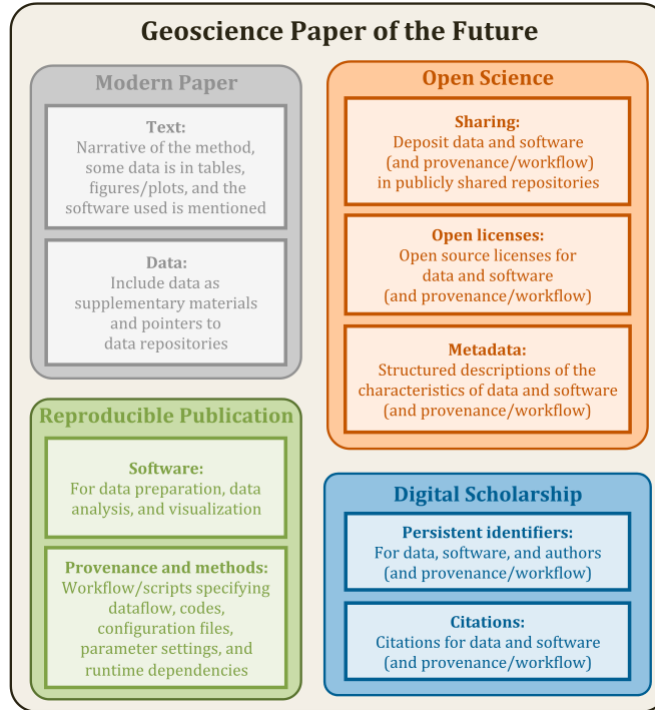 Geoscience Paper of the Future
Modern Paper
Text:
Narrative of the method,
some data is in tables,
figures/plots, and the
software used is mentioned
Data:
Include data as
supplementary materials
and pointers to
data repositories
Reproducible Publication
Software:
For data preparation, data
analysis, and visualization
Provenance and methods:
Workflow/scripts specifying
dataflow, codes,
configuration files,
parameter settings, and
runtime dependencies
Open Science
Sharing:
Deposit data and software
(and provenance/workflow)
in publicly shared repositories
Open licenses:
Open source licenses for
data and software
(and provenance/workflow)
Metadata:
Structured descriptions of the
characteristics of data and software
(and provenance/workflow)
Digital Scholarship
Persistent identifiers:
For data, software, and authors
(and provenance/workflow)
Citations:
Citations for data and software
(and provenance/workflow)